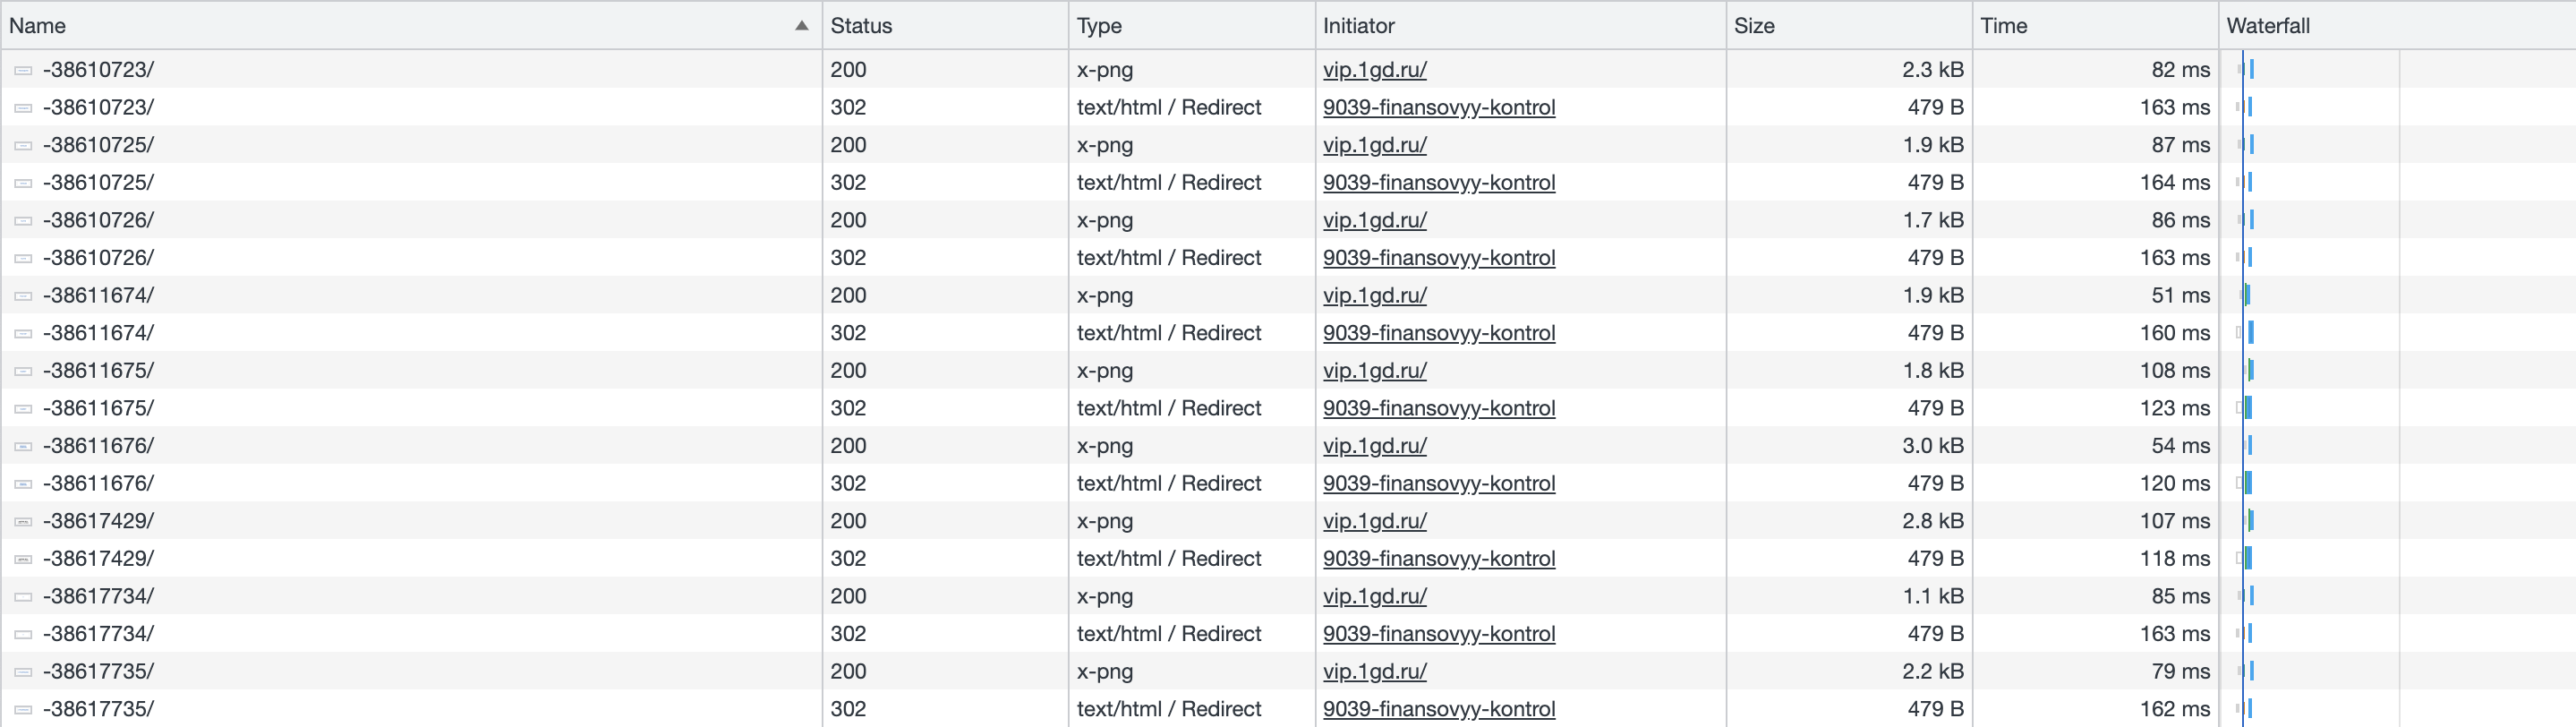 Name Status Type Initiator Size Time Waterfall
-38610723/ 200 x-png vip.1gd.ru/ 2.3 kB 82 ms
-38610723/ 302 text/html / Redirect 9039-finansovyy-kontrol 479 B 163 ms
-38610725/ 200 x-png vip.1gd.ru/ 1.9 kB 87 ms
-38610725/ 302 text/html / Redirect 9039-finansovyy-kontrol 479 B 164 ms
-38610726/ 200 x-png vip.1gd.ru/ 1.7 kB 86 ms
-38610726/ 302 text/html / Redirect 9039-finansovyy-kontrol 479 B 163 ms
-38611674/ 200 x-png vip.1gd.ru/ 1.9 kB 51 ms
-38611674/ 302 text/html / Redirect 9039-finansovyy-kontrol 479 B 160 ms
-38611675/ 200 x-png vip.1gd.ru/ 1.8 kB 108 ms
-38611675/ 302 text/html / Redirect 9039-finansovyy-kontrol 479 B 123 ms
-38611676/ 200 x-png vip.1gd.ru/ 3.0 kB 54 ms
-38611676/ 302 text/html / Redirect 9039-finansovyy-kontrol 479 B 120 ms
-38617429/ 200 x-png vip.1gd.ru/ 2.8 kB 107 ms
-38617429/ 302 text/html / Redirect 9039-finansovyy-kontrol 479 B 118 ms
-38617734/ 200 x-png vip.1gd.ru/ 1.1 kB 85 ms
-38617734/ 302 text/html / Redirect 9039-finansovyy-kontrol 479 B 163 ms
-38617735/ 200 x-png vip.1gd.ru/ 2.2 kB 79 ms
-38617735/ 302 text/html / Redirect 9039-finansovyy-kontrol 479 B 162 ms